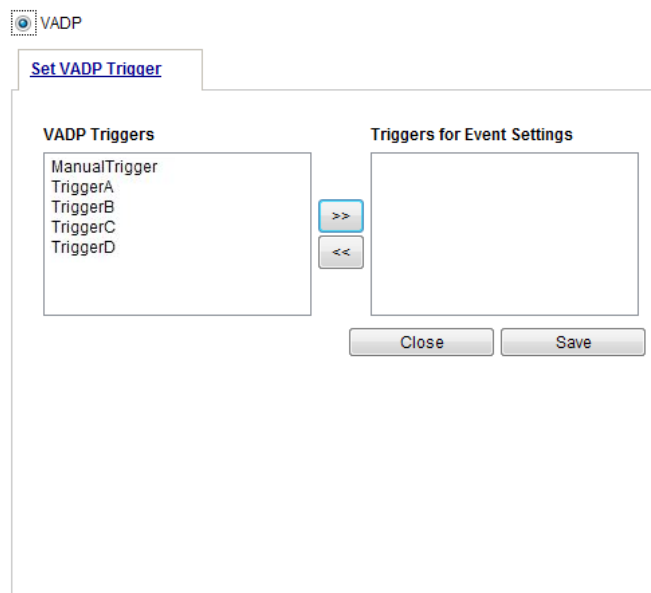 VADP
Set VADP Trigger
VADP Triggers
Triggers for Event Settings
ManualTrigger
TriggerA
TriggerB
TriggerC
TriggerD
>>
<<
Close
Save